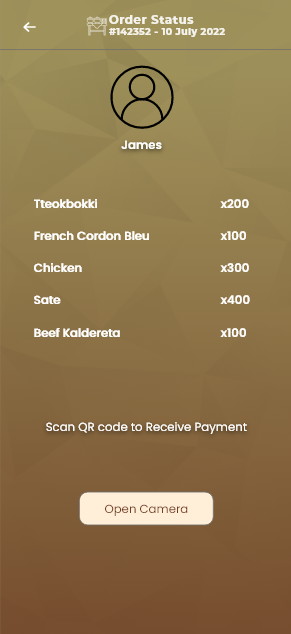 Order Status
#142352 - 10 July 2022
James
Tteokbokki x200
French Cordon Bleu x100
Chicken x300
Sate x400
Beef Kaldereta x100
Scan QR code to Receive Payment
Open Camera